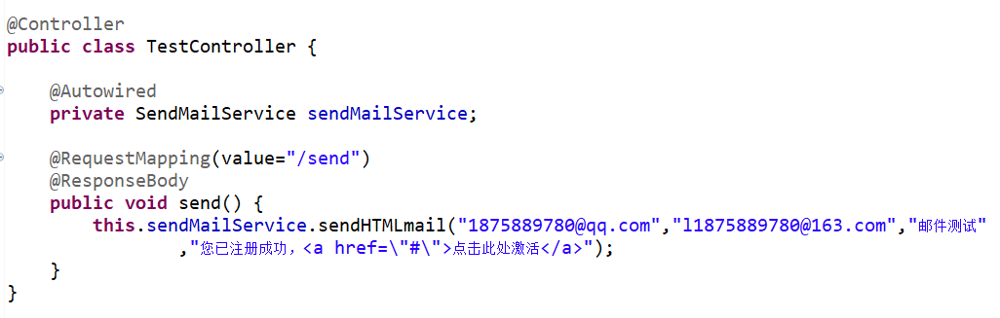 @Controller
public class TestController {
@Autowired
private SendMailService sendMailService;
@RequestMapping(value="/send")
@ResponseBody
public void send() {
this.sendMailService.sendHTMLmail("1875889780@qq.com","l1875889780@163.com","邮件测试"
,"您已注册成功，<a href=\"#\">点击此处激活</a>");
}
}